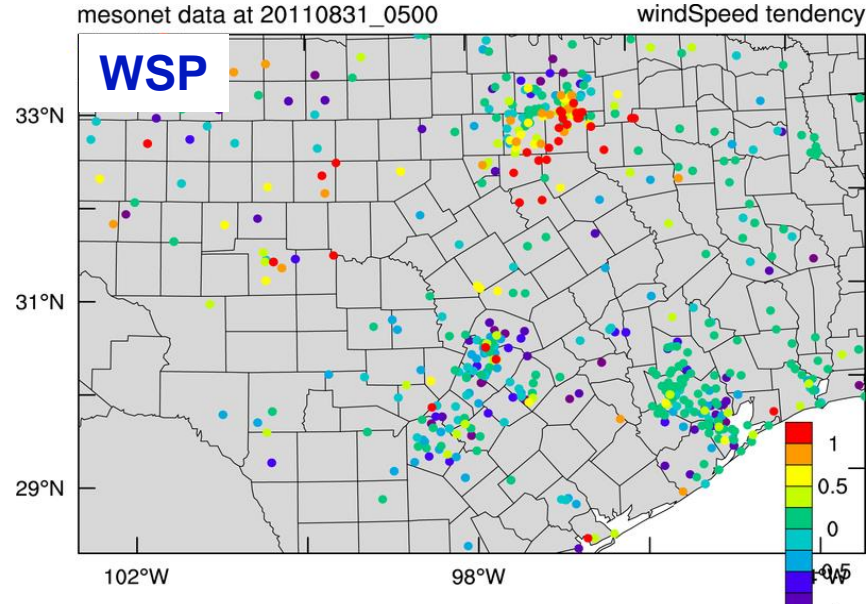 mesonet data at 20110831_0500 windSpeed tendency
WSP
33°N
31°N
29°N
102°W 98°W
1
0.5
0